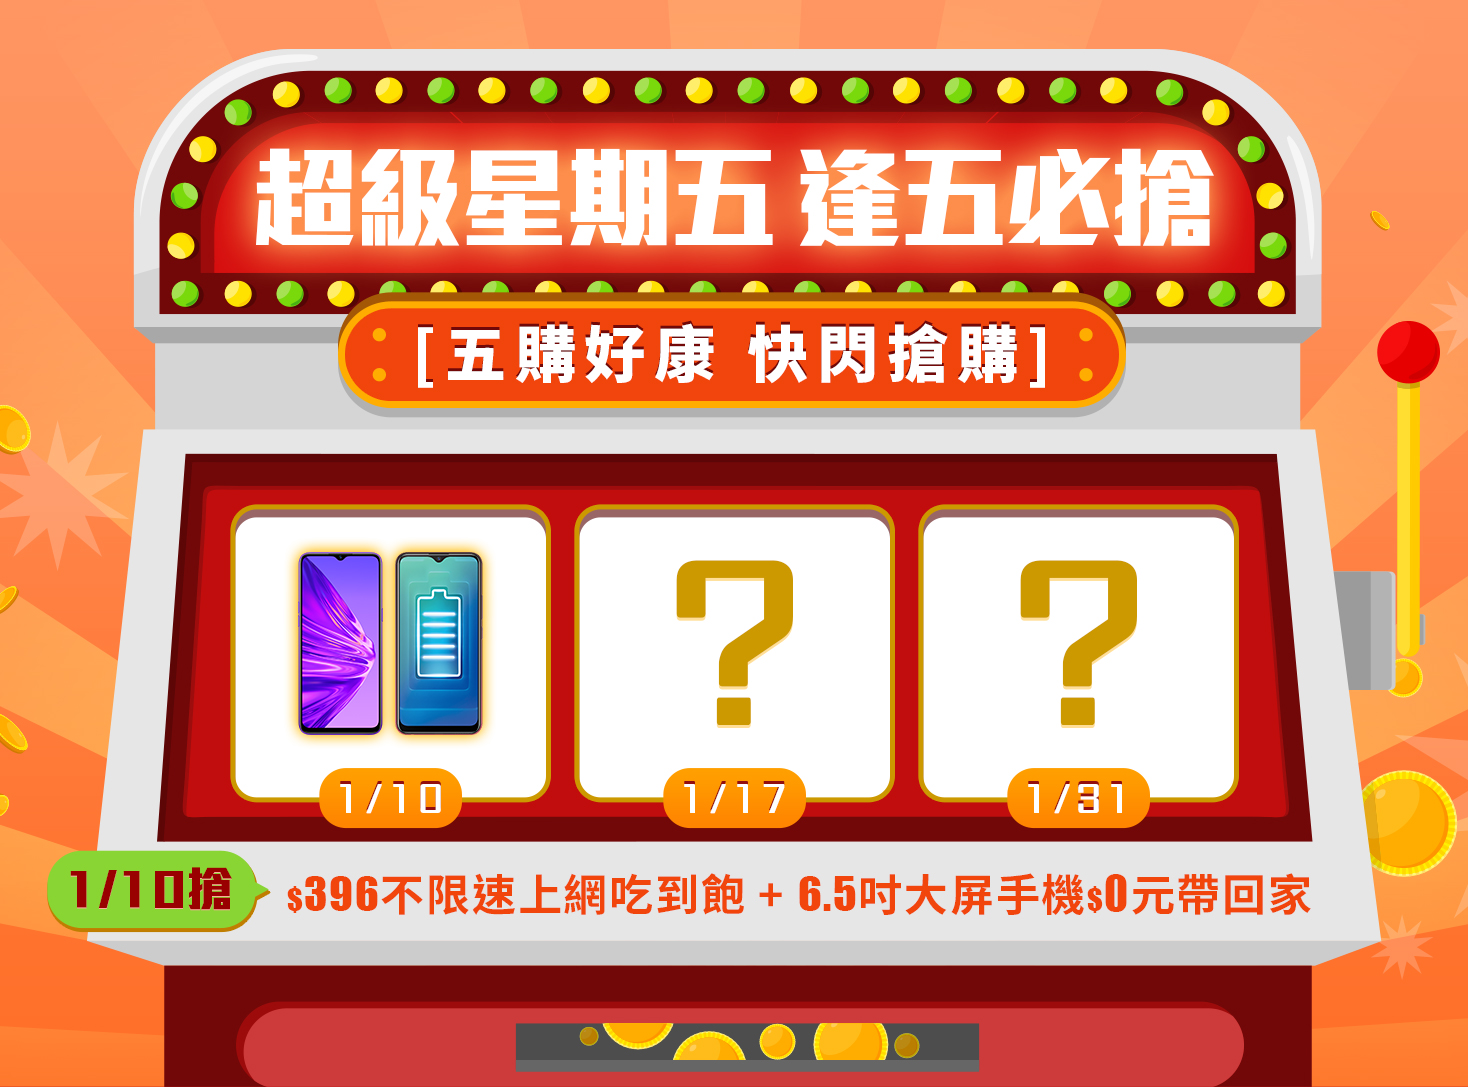 超級星期五 逢五必搶
[五購好康 快閃搶購]
1/10
1/17
1/31
1/10搶
$396不限速上網吃到飽 + 6.5吋大屏手機$0元帶回家